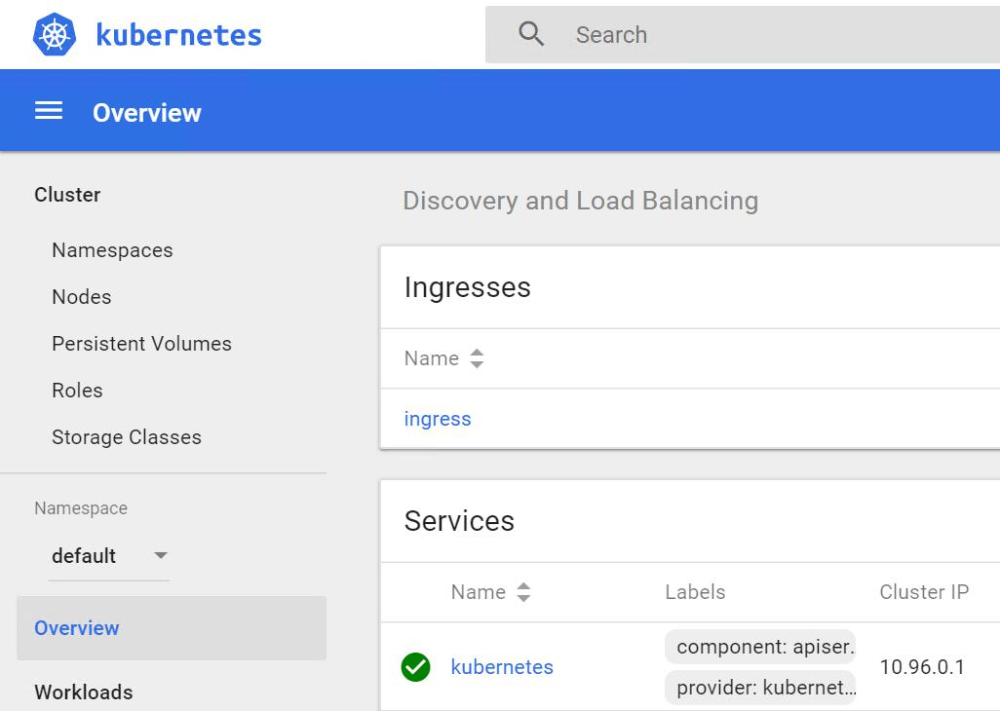 kubernetes
Search
Overview
Cluster
Namespaces
Nodes
Persistent Volumes
Roles
Storage Classes
Namespace
default
Overview
Workloads
Discovery and Load Balancing
Ingresses
Name
ingress
Services
Name Labels Cluster IP
kubernetes component: apiser… 10.96.0.1
provider: kubernet…